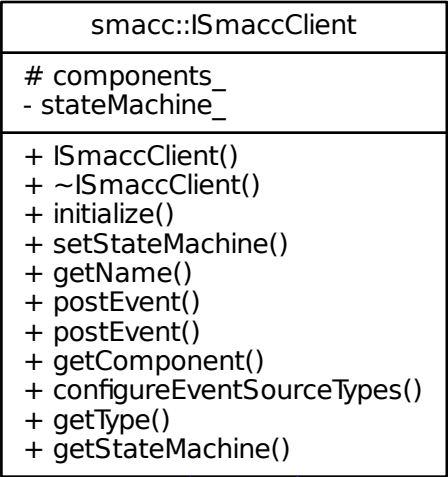 smacc::ISmaccClient
# components_
- stateMachine_
+ ISmaccClient()
+ ~ISmaccClient()
+ initialize()
+ setStateMachine()
+ getName()
+ postEvent()
+ postEvent()
+ getComponent()
+ configureEventSourceTypes()
+ getType()
+ getStateMachine()